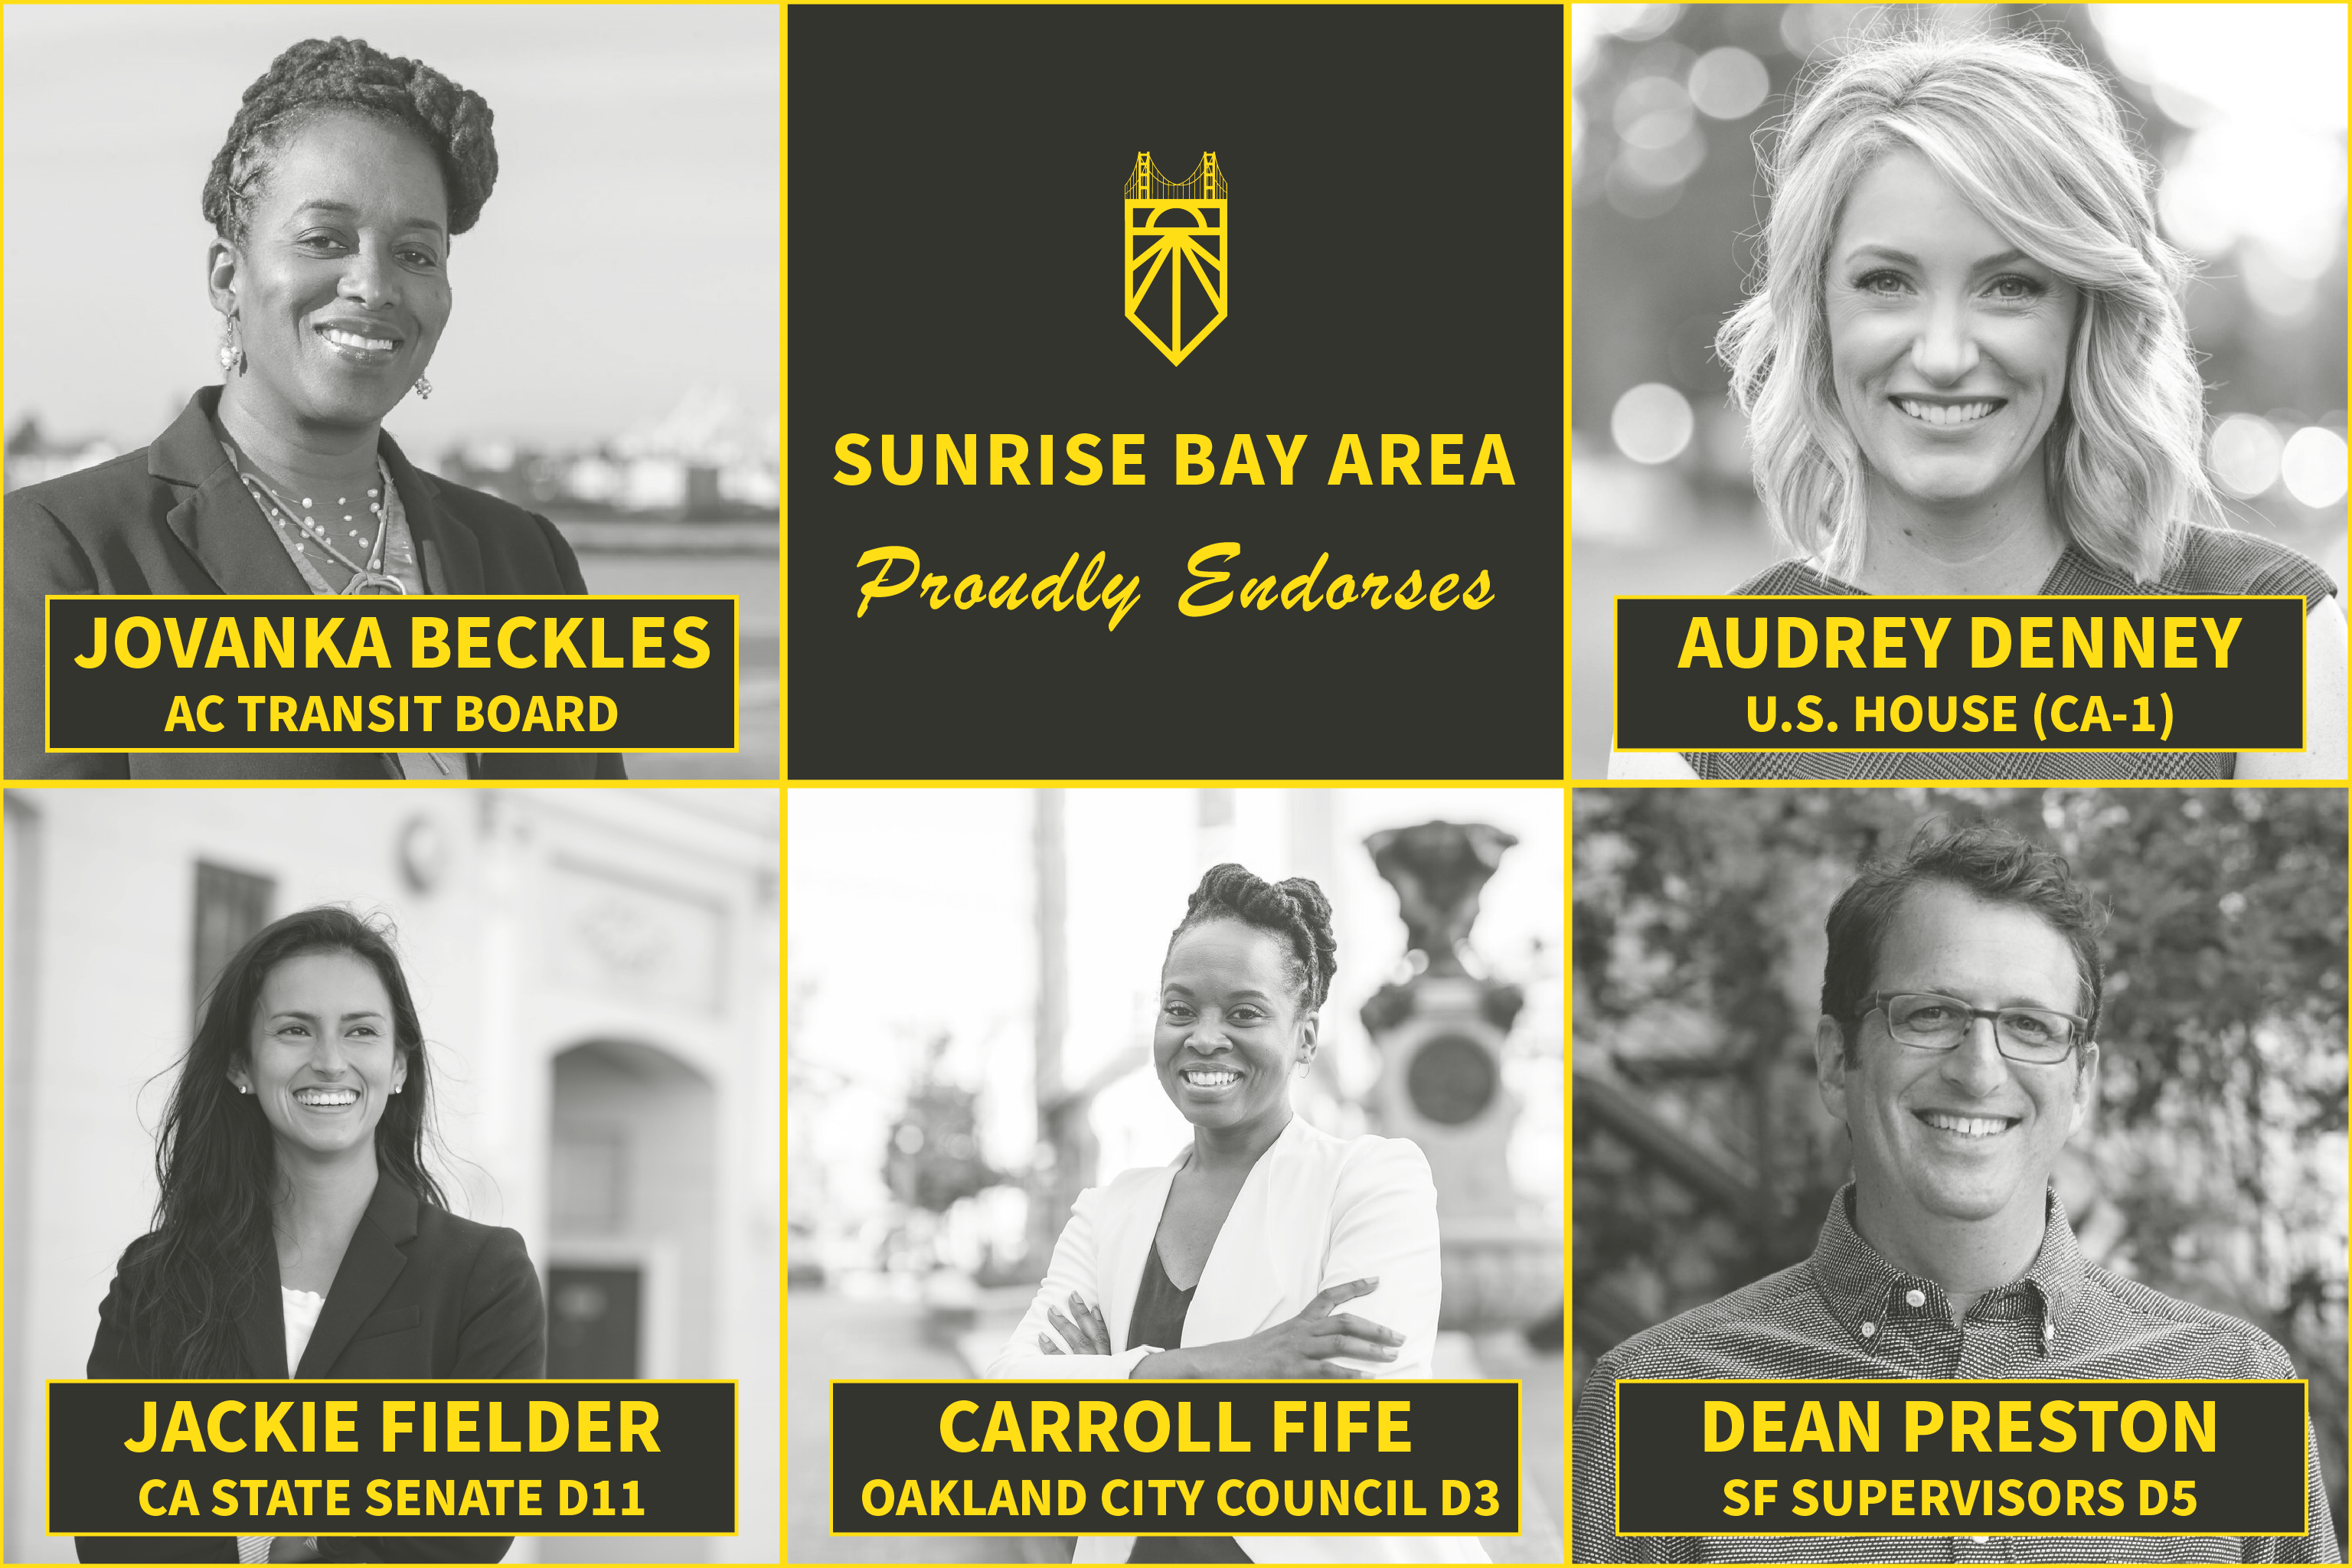 JOVANKA BECKLES
AC TRANSIT BOARD
SUNRISE BAY AREA
Proudly Endorses
AUDREY DENNEY
U.S. HOUSE (CA-1)
JACKIE FIELDER
CA STATE SENATE D11
CARROLL FIFE
OAKLAND CITY COUNCIL D3
DEAN PRESTON
SF SUPERVISORS D5